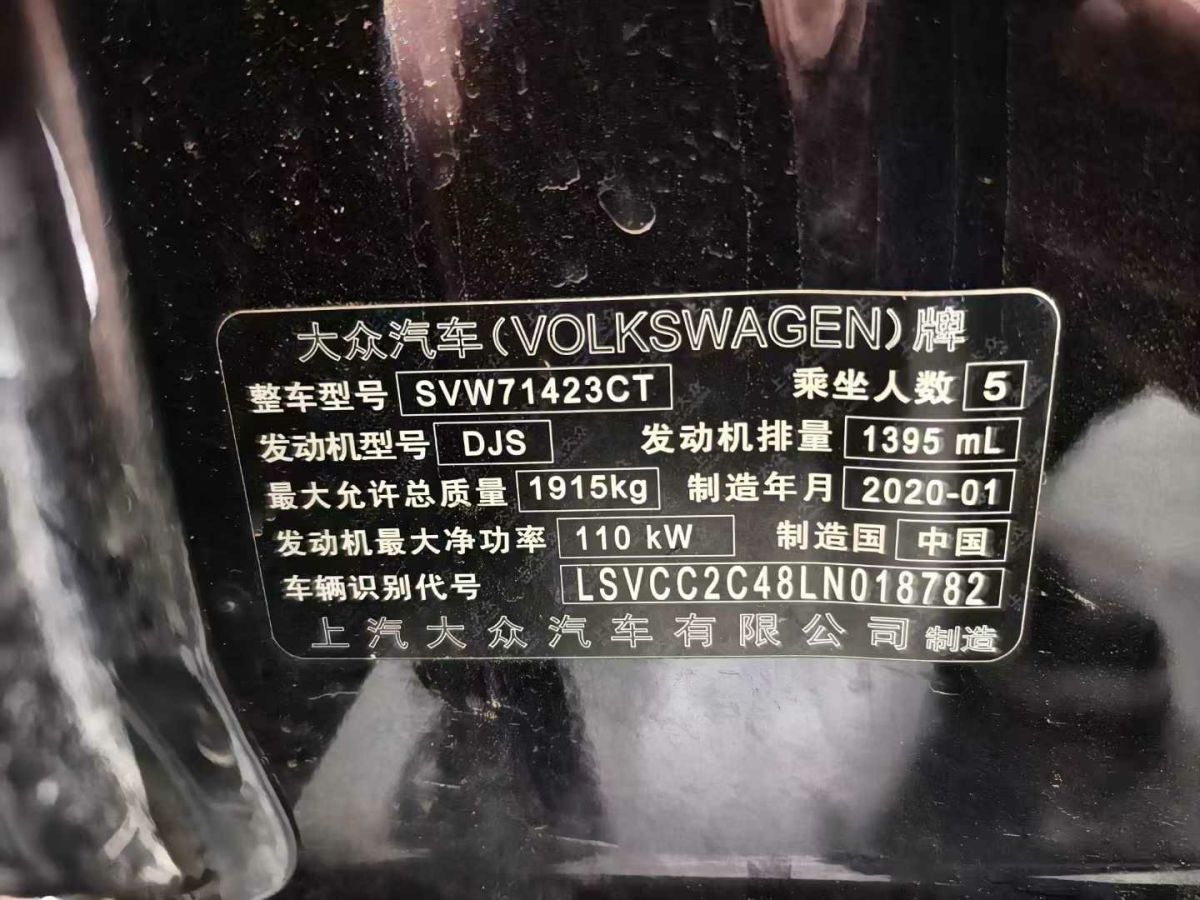 大众汽车(VOLKSWAGEN)牌
整车型号 SVW71423CT 乘坐人数 5
发动机型号 DJS 发动机排量 1395 mL
最大允许总质量 1915kg 制造年月 2020-01
发动机最大净功率 110 kW 制造国 中国
车辆识别代号 LSVCC2C48LN018782
上汽大众汽车有限公司 制造